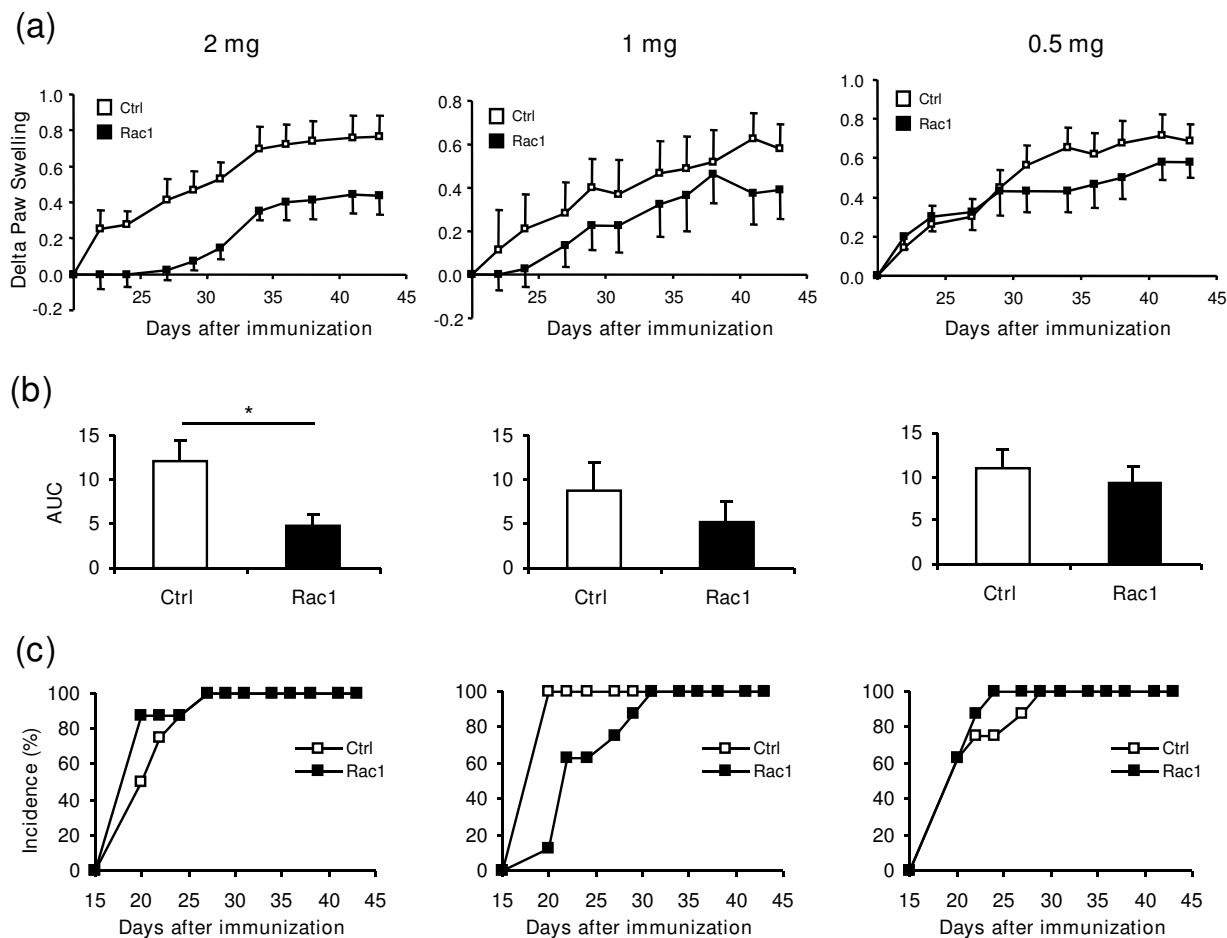 (a)
2 mg
1 mg
0.5 mg
Delta Paw Swelling
1.0
0.8
0.6
0.4
0.2
0.0
-0.2
Ctrl
Rac1
25 30 35 40 45
Days after immunization
0.8
0.6
0.4
0.2
0.0
-0.2
Ctrl
Rac1
25 30 35 40 45
Days after immunization
1.0
0.8
0.6
0.4
0.2
0.0
Ctrl
Rac1
25 30 35 40 45
Days after immunization
(b)
AUC
15
10
5
0
*
Ctrl Rac1
15
10
5
0
Ctrl Rac1
15
10
5
0
Ctrl Rac1
(c)
Incidence (%)
100
80
60
40
20
0
Ctrl
Rac1
15 20 25 30 35 40 45
Days after immunization
100
80
60
40
20
0
Ctrl
Rac1
15 20 25 30 35 40 45
Days after immunization
100
80
60
40
20
0
Ctrl
Rac1
15 20 25 30 35 40 45
Days after immunization